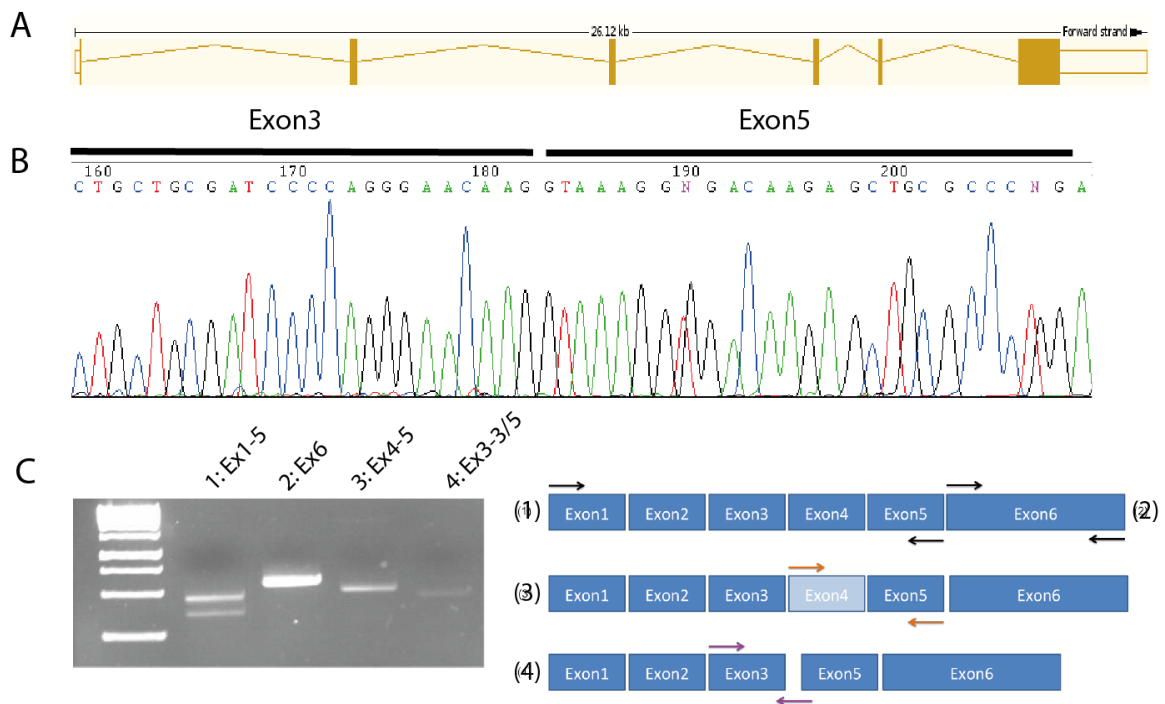 A
26.12 kb
Forward strand
Exon3 Exon5
B
160 170 180 190 200
C T G C T G C G A T C C C C A G G G A A C A A G G T A A A G G N G A C A A G A G C T G C G C C C N G A
C
1: Ex1-5
2: Ex6
3: Ex4-5
4: Ex3-3/5
(1) Exon1 Exon2 Exon3 Exon4 Exon5 Exon6 (2)
(3) Exon1 Exon2 Exon3 Exon4 Exon5 Exon6
(4) Exon1 Exon2 Exon3 Exon5 Exon6